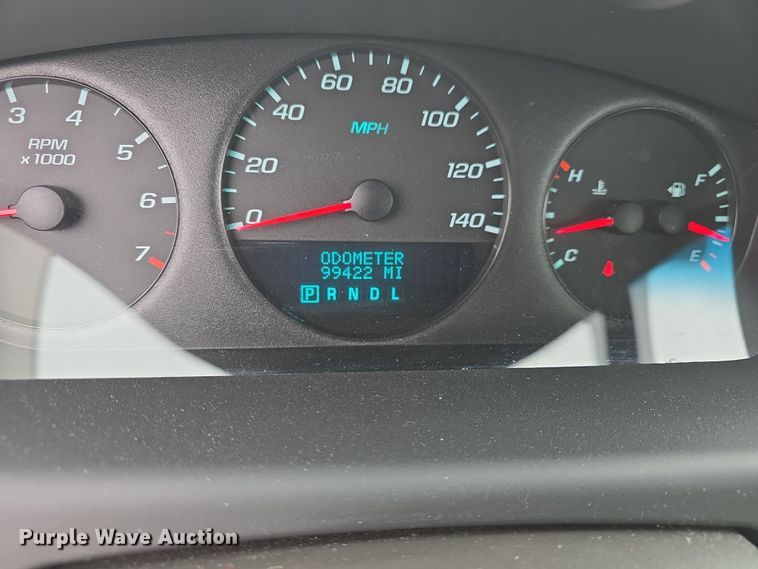 3 4 5 6 7
RPM
x 1000
0 20 40 60 80 100 120 140
MPH
ODOMETER
99422 MI
P R N D L
H C
F E
Purple Wave Auction